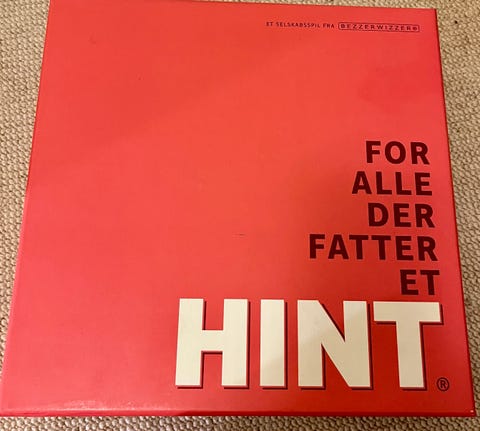 ET SELSKABSSPIL FRA BEZZERWIZZER®
FOR
ALLE
DER
FATTER
ET
HINT®